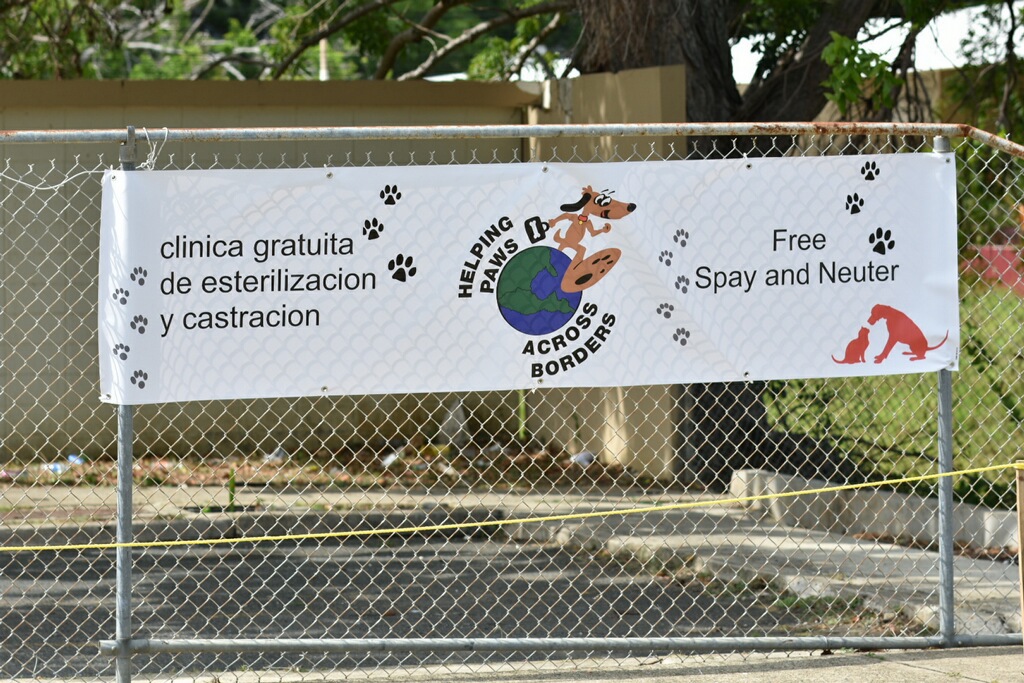 clinica gratuita
de esterilizacion
y castracion
HELPING
PAWS
ACROSS
BORDERS
Free
Spay and Neuter